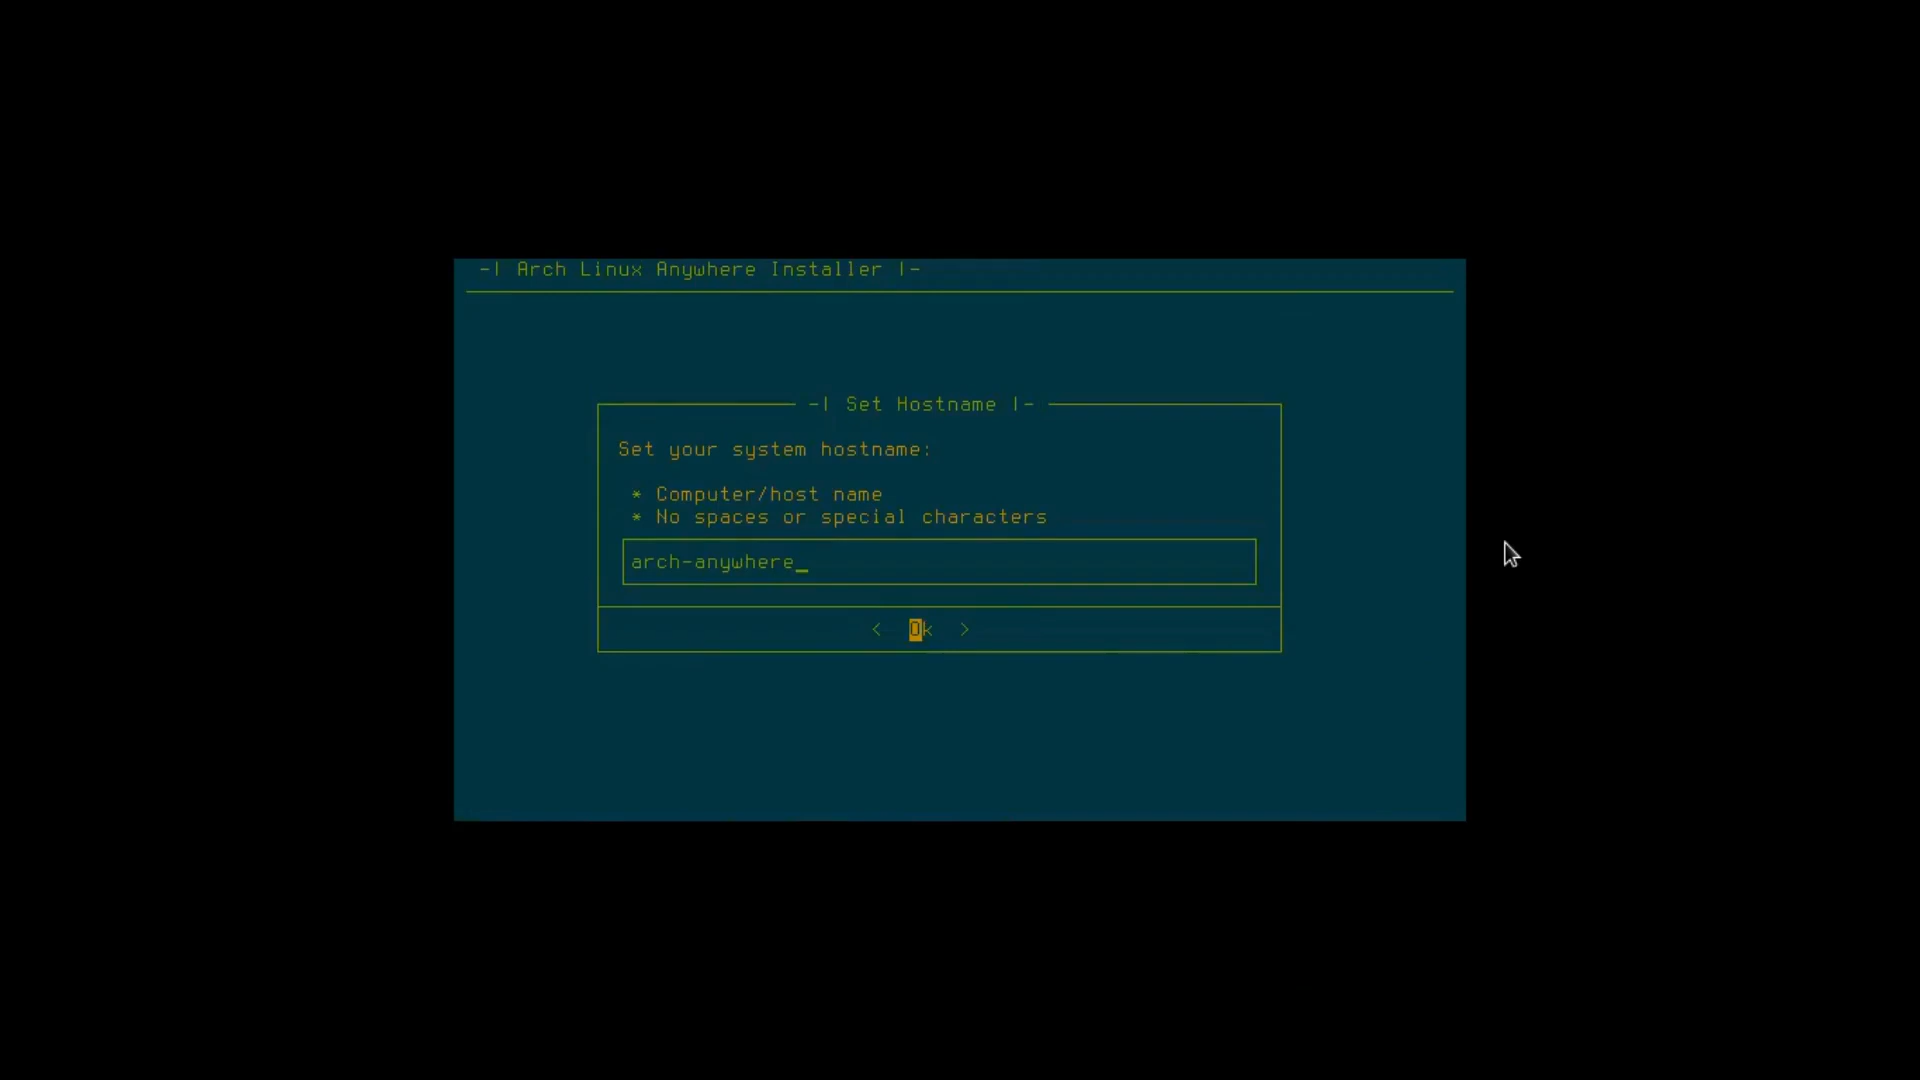 -| Arch Linux Anywhere Installer |-
-| Set Hostname |-
Set your system hostname:
* Computer/host name
* No spaces or special characters
arch-anywhere_
< Ok >